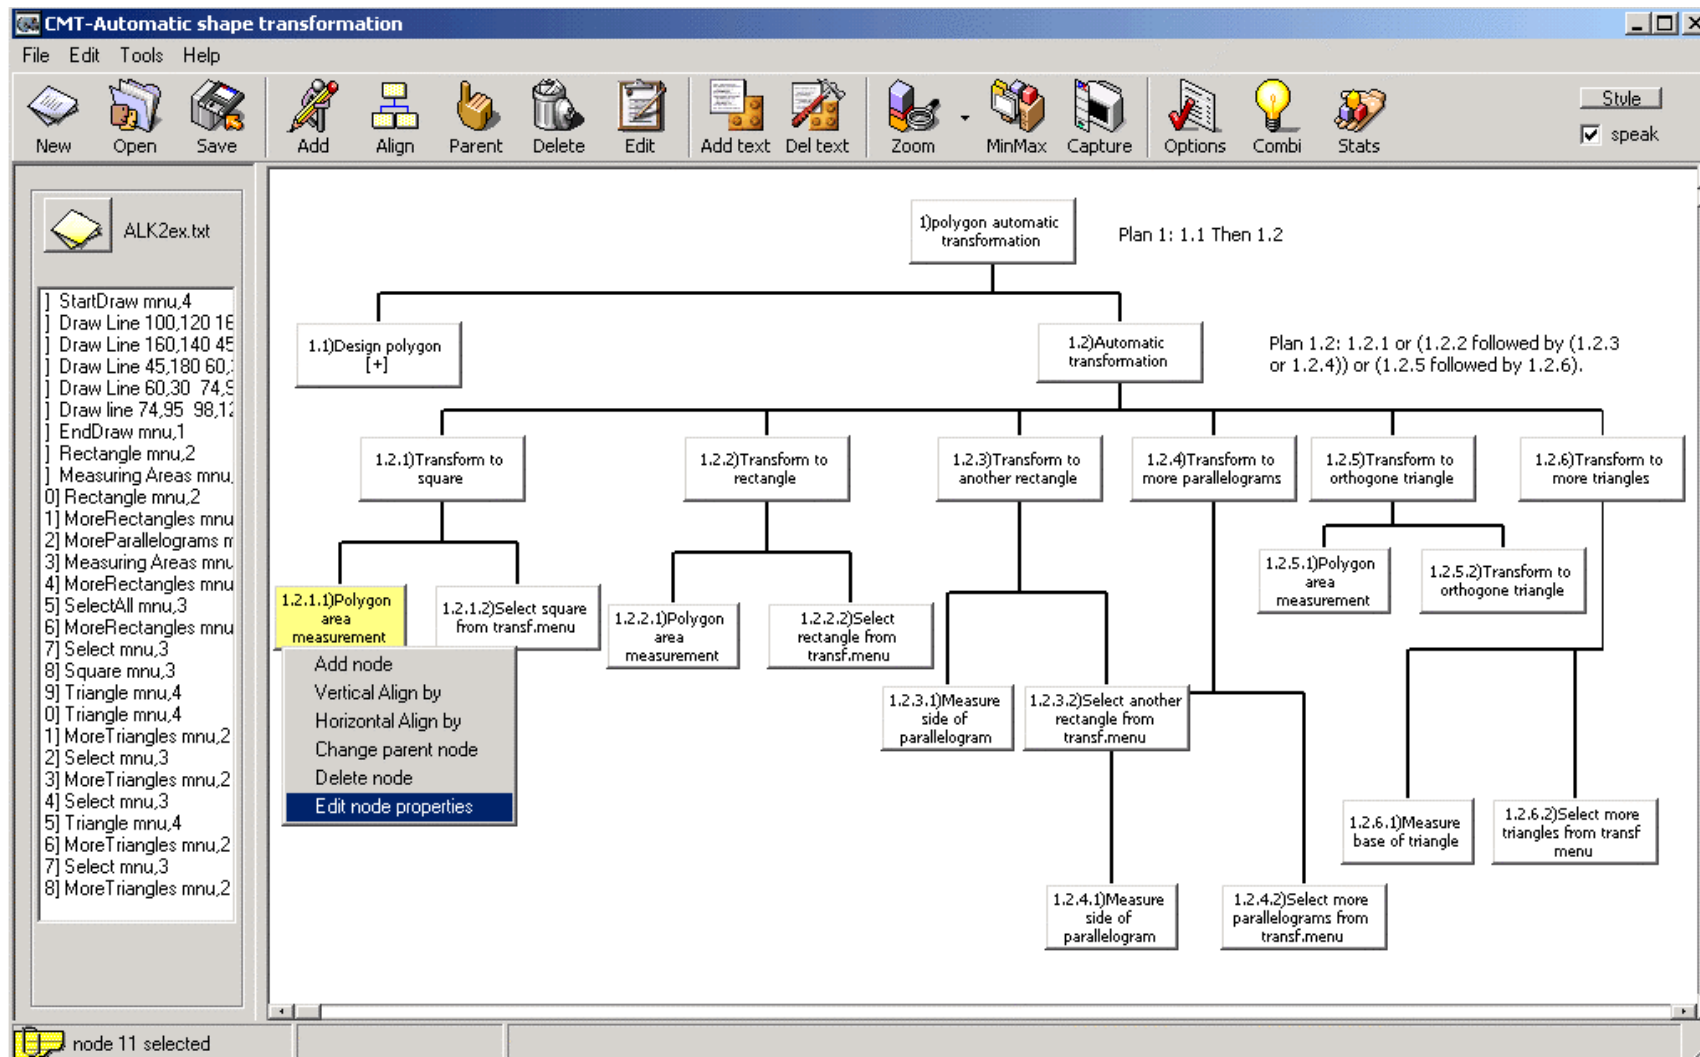 CMT-Automatic shape transformation
File Edit Tools Help
New Open Save Add Align Parent Delete Edit Add text Del text Zoom MinMax Capture Options Combi Stats
Style
speak
ALK2ex.txt
] StartDraw mnu,4
] Draw Line 100,120
] Draw Line 160,140 45
] Draw Line 45,180 60,
] Draw Line 60,30 74,9
] Draw line 74,95 98,12
] EndDraw mnu,1
] Rectangle mnu,2
] Measuring Areas mnu,
0] Rectangle mnu,2
1] MoreRectangles mnu
2] MoreParallelograms
3] Measuring Areas mnu
4] MoreRectangles mnu
5] SelectAll mnu,3
6] MoreRectangles mnu
7] Select mnu,3
8] Square mnu,3
9] Triangle mnu,4
0] Triangle mnu,4
1] MoreTriangles mnu,2
2] Select mnu,3
3] MoreTriangles mnu,2
4] Select mnu,3
5] Triangle mnu,4
6] MoreTriangles mnu,2
7] Select mnu,3
8] MoreTriangles mnu,2
1)polygon automatic
transformation
Plan 1: 1.1 Then 1.2
1.1)Design polygon
[+]
1.2)Automatic
transformation
Plan 1.2: 1.2.1 or (1.2.2 followed by (1.2.3
or 1.2.4)) or (1.2.5 followed by 1.2.6).
1.2.1)Transform to
square
1.2.2)Transform to
rectangle
1.2.3)Transform to
another rectangle
1.2.4)Transform to
more parallelograms
1.2.5)Transform to
orthogone triangle
1.2.6)Transform to
more triangles
1.2.1.1)Polygon
area
measurement
1.2.1.2)Select square
from transf.menu
1.2.2.1)Polygon
area
measurement
1.2.2.2)Select
rectangle from
transf.menu
1.2.5.1)Polygon
area
measurement
1.2.5.2)Transform to
orthogone triangle
Add node
Vertical Align by
Horizontal Align by
Change parent node
Delete node
Edit node properties
1.2.3.1)Measure
side of
parallelogram
1.2.3.2)Select another
rectangle from
transf.menu
1.2.6.1)Measure
base of triangle
1.2.6.2)Select more
triangles from transf
menu
1.2.4.1)Measure
side of
parallelogram
1.2.4.2)Select more
parallelograms from
transf.menu
node 11 selected